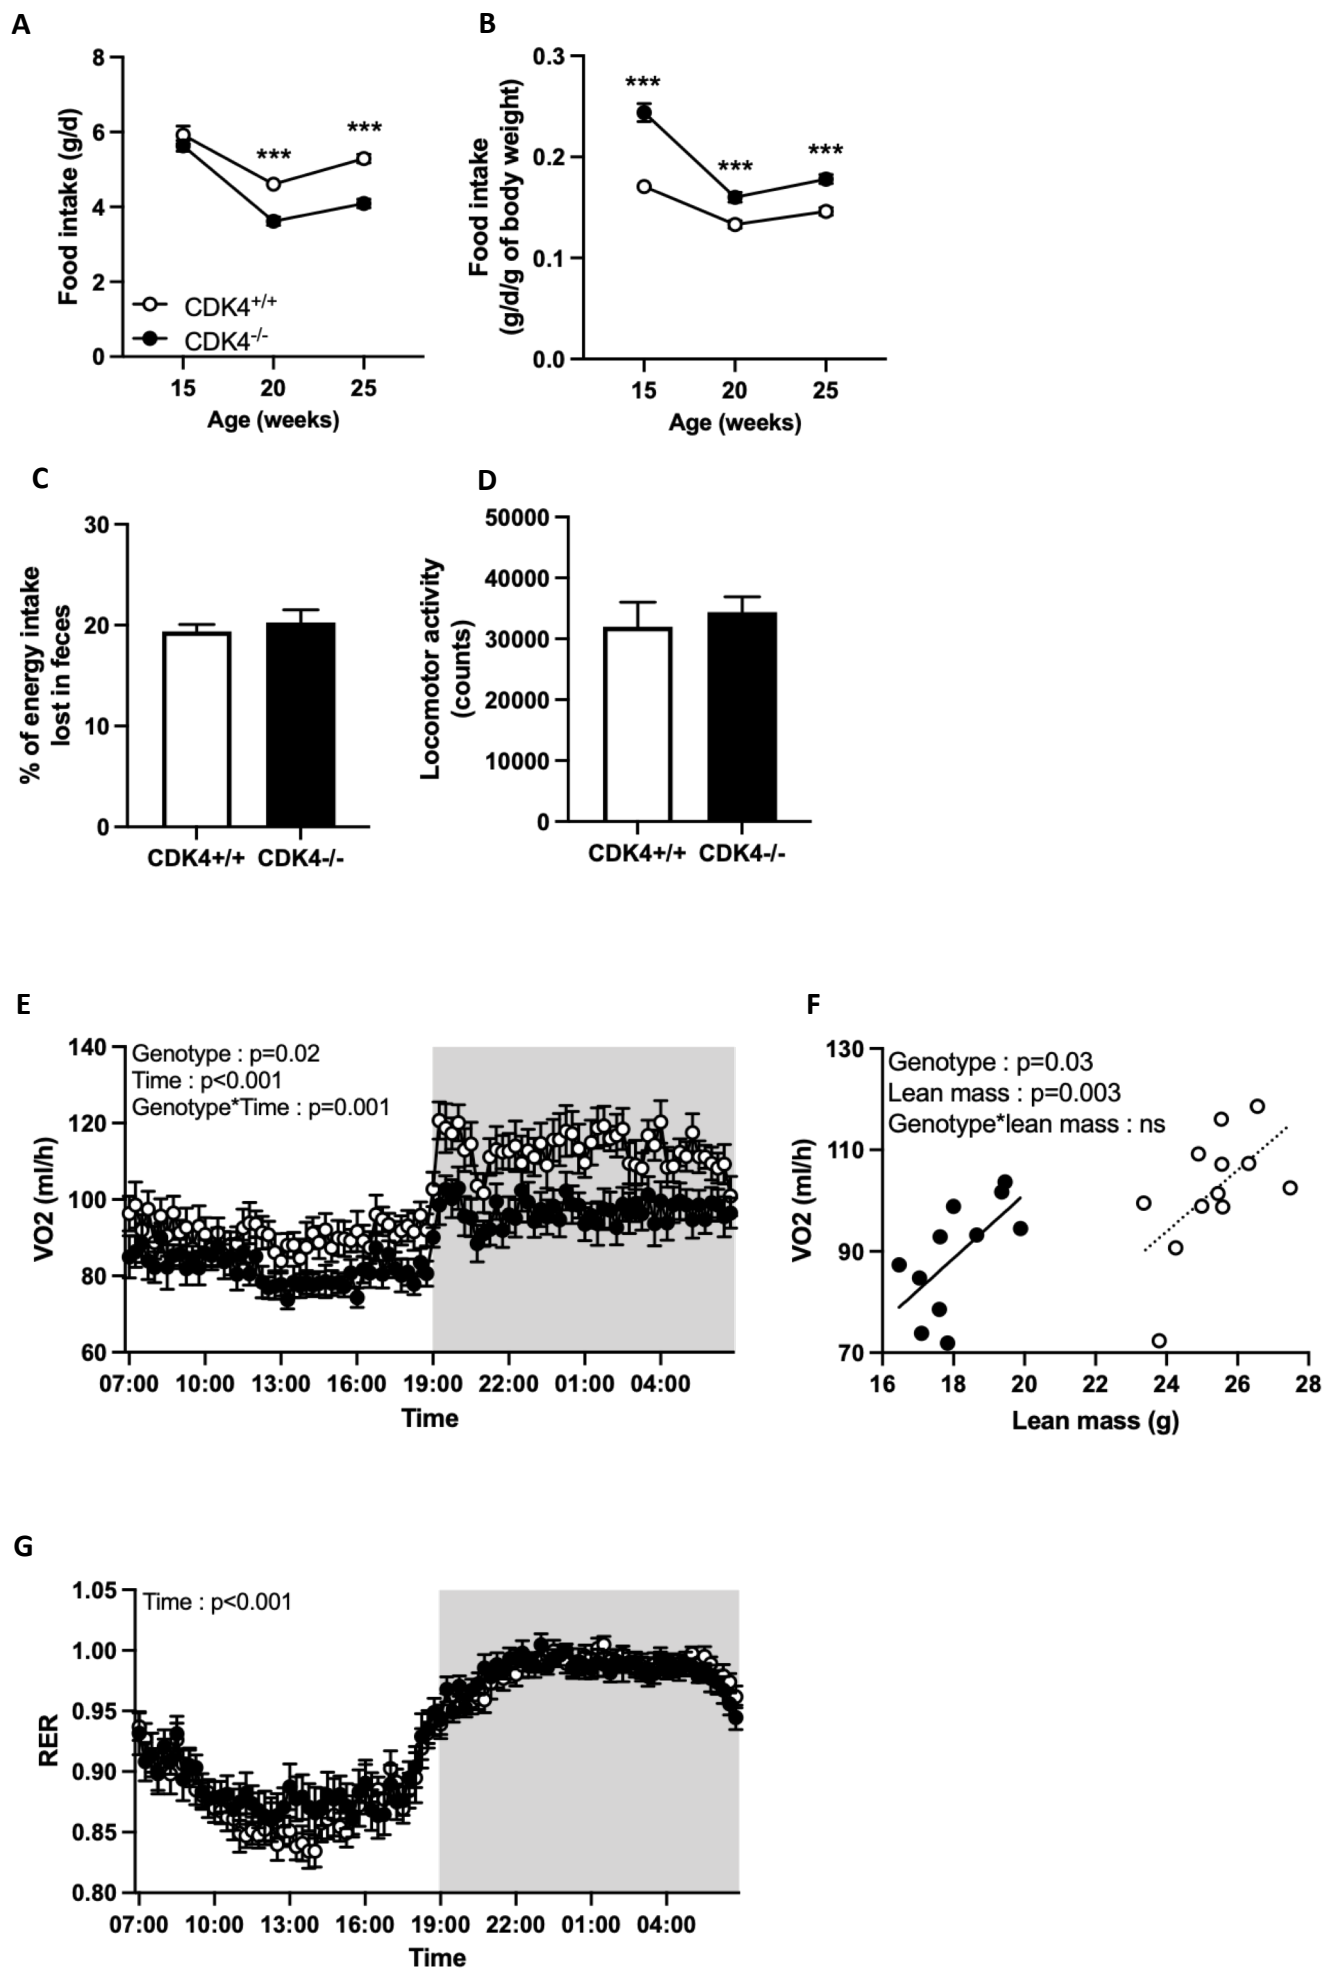 A
8
6
4
2
0
Food intake (g/d)
***
***
CDK4+/+
CDK4-/-
15 20 25
Age (weeks)
B
0.3
0.2
0.1
0.0
Food intake
(g/d/g of body weight)
***
***
***
15 20 25
Age (weeks)
C
30
20
10
0
% of energy intake
lost in feces
CDK4+/+ CDK4-/-
D
50000
40000
30000
20000
10000
0
Locomotor activity
(counts)
CDK4+/+ CDK4-/-
E
140
120
100
80
60
VO2 (ml/h)
Genotype : p=0.02
Time : p<0.001
Genotype*Time : p=0.001
07:00 10:00 13:00 16:00 19:00 22:00 01:00 04:00
Time
F
130
110
90
70
VO2 (ml/h)
Genotype : p=0.03
Lean mass : p=0.003
Genotype*lean mass : ns
16 18 20 22 24 26 28
Lean mass (g)
G
1.05
1.00
0.95
0.90
0.85
0.80
RER
Time : p<0.001
07:00 10:00 13:00 16:00 19:00 22:00 01:00 04:00
Time